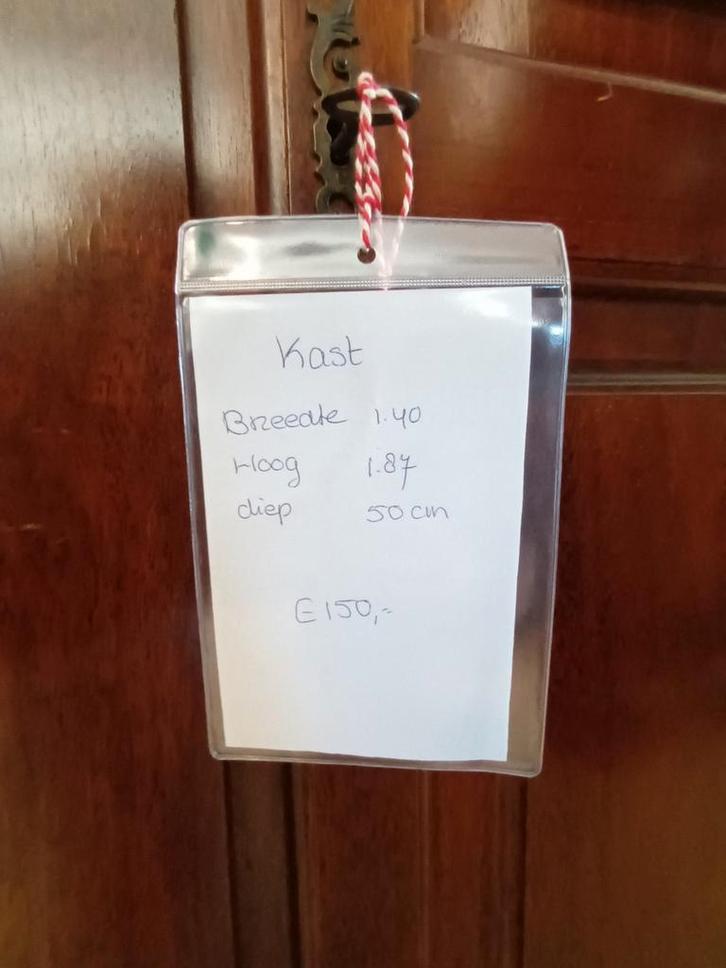 Kast
Breedte 1.40
Hoog 1.87
diep 50 cm
€150,-